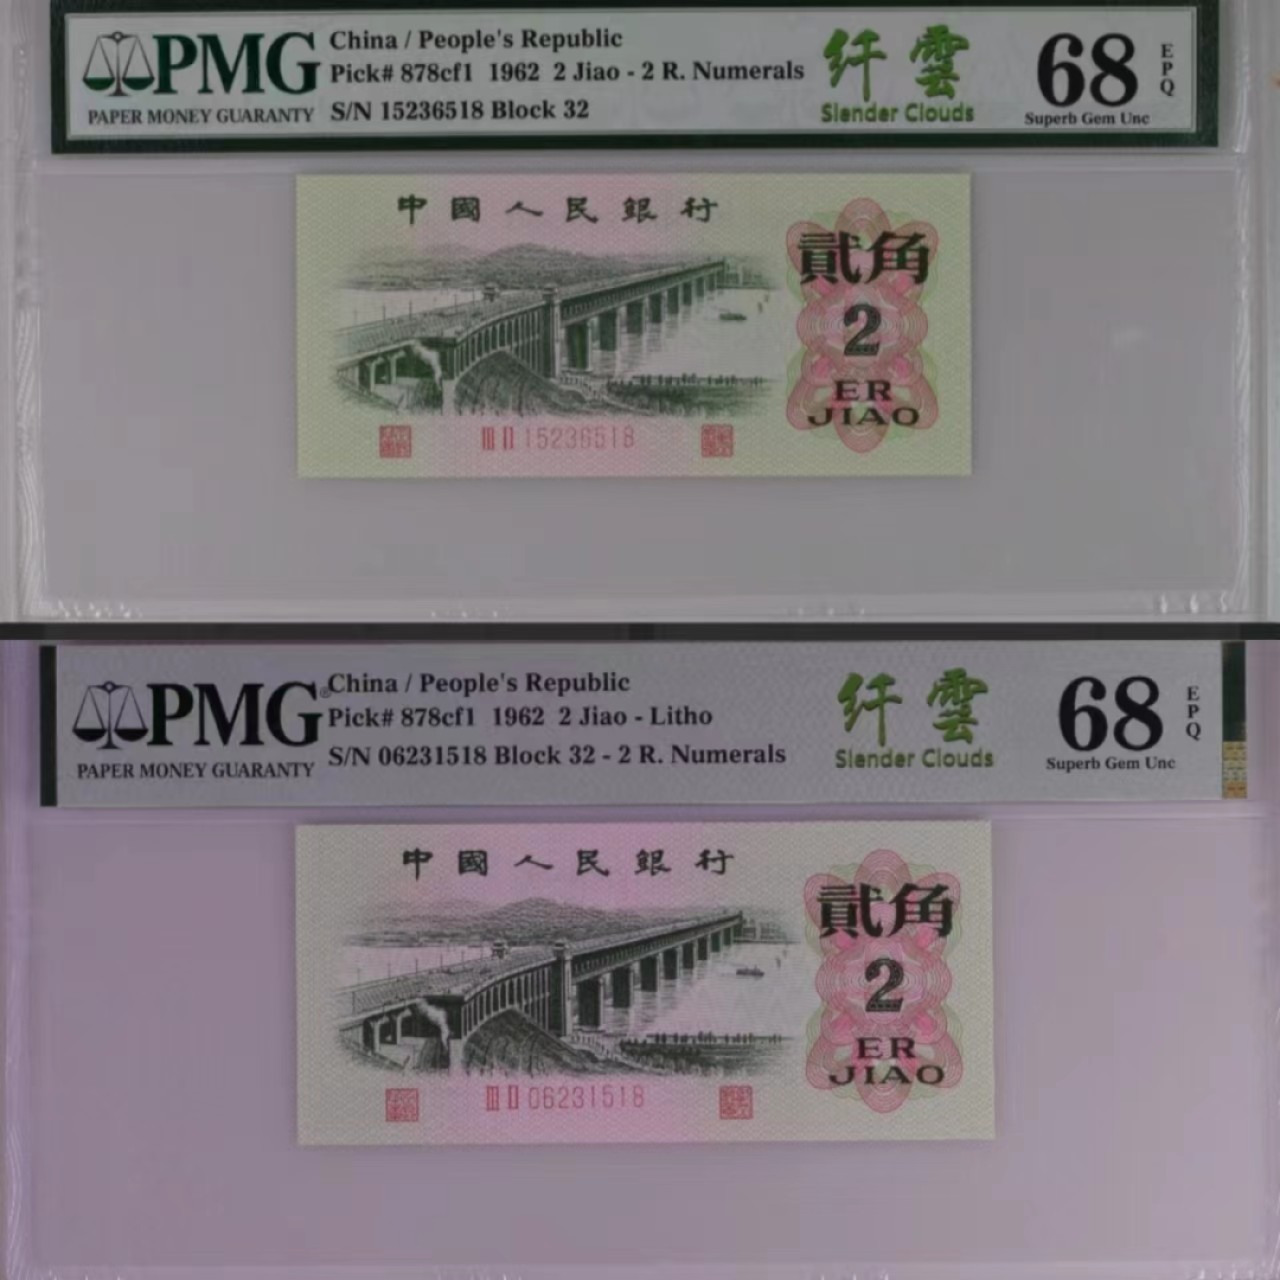 PMG
PAPER MONEY GUARANTY
China / People's Republic
Pick# 878cf1 1962 2 Jiao - 2 R. Numerals
S/N 15236518 Block 32
纤雲
Slender Clouds
68
EPQ
Superb Gem Unc
中國人民銀行
貳角
2
ER
JIAO
III II 15236518
PMG
PAPER MONEY GUARANTY
China / People's Republic
Pick# 878cf1 1962 2 Jiao - Litho
S/N 06231518 Block 32 - 2 R. Numerals
纤雲
Slender Clouds
68
EPQ
Superb Gem Unc
中國人民銀行
貳角
2
ER
JIAO
III II 06231518